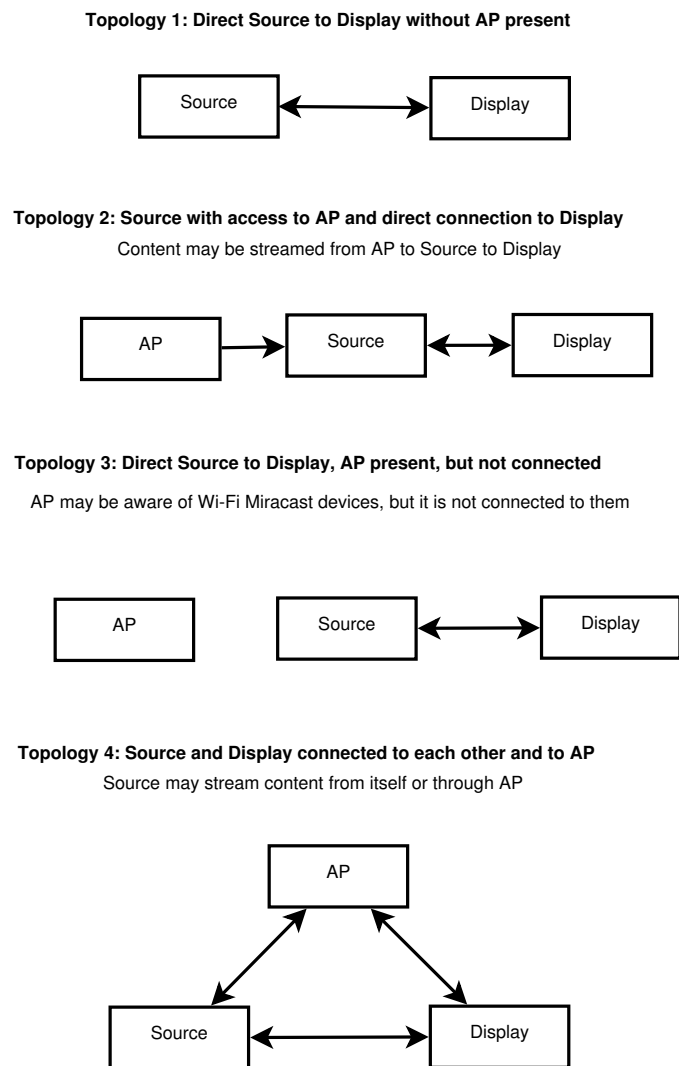 Topology 1: Direct Source to Display without AP present
Source
Display
Topology 2: Source with access to AP and direct connection to Display
Content may be streamed from AP to Source to Display
AP
Source
Display
Topology 3: Direct Source to Display, AP present, but not connected
AP may be aware of Wi-Fi Miracast devices, but it is not connected to them
AP
Source
Display
Topology 4: Source and Display connected to each other and to AP
Source may stream content from itself or through AP
AP
Source
Display